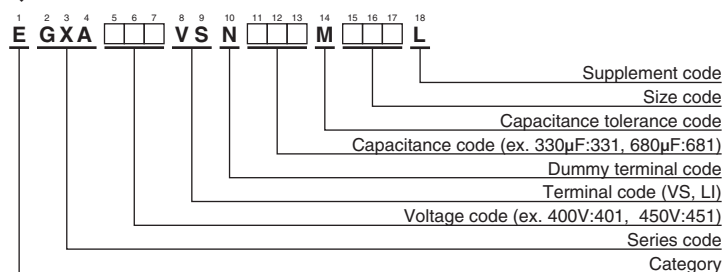 1 2 3 4 5 6 7 8 9 10 11 12 13 14 15 16 17 18
E GXA □□□ VS N □□□ M □□□ L
Supplement code
Size code
Capacitance tolerance code
Capacitance code (ex. 330μF:331, 680μF:681)
Dummy terminal code
Terminal code (VS, LI)
Voltage code (ex. 400V:401, 450V:451)
Series code
Category